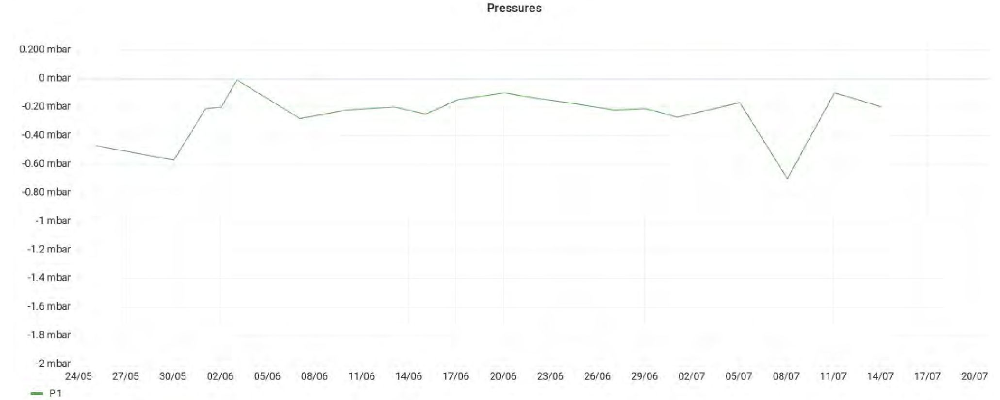 Pressures
0.200 mbar
0 mbar
-0.20 mbar
-0.40 mbar
-0.60 mbar
-0.80 mbar
-1 mbar
-1.2 mbar
-1.4 mbar
-1.6 mbar
-1.8 mbar
-2 mbar
24/05 27/05 30/05 02/06 05/06 08/06 11/06 14/06 17/06 20/06 23/06 26/06 29/06 02/07 05/07 08/07 11/07 14/07 17/07 20/07
P1